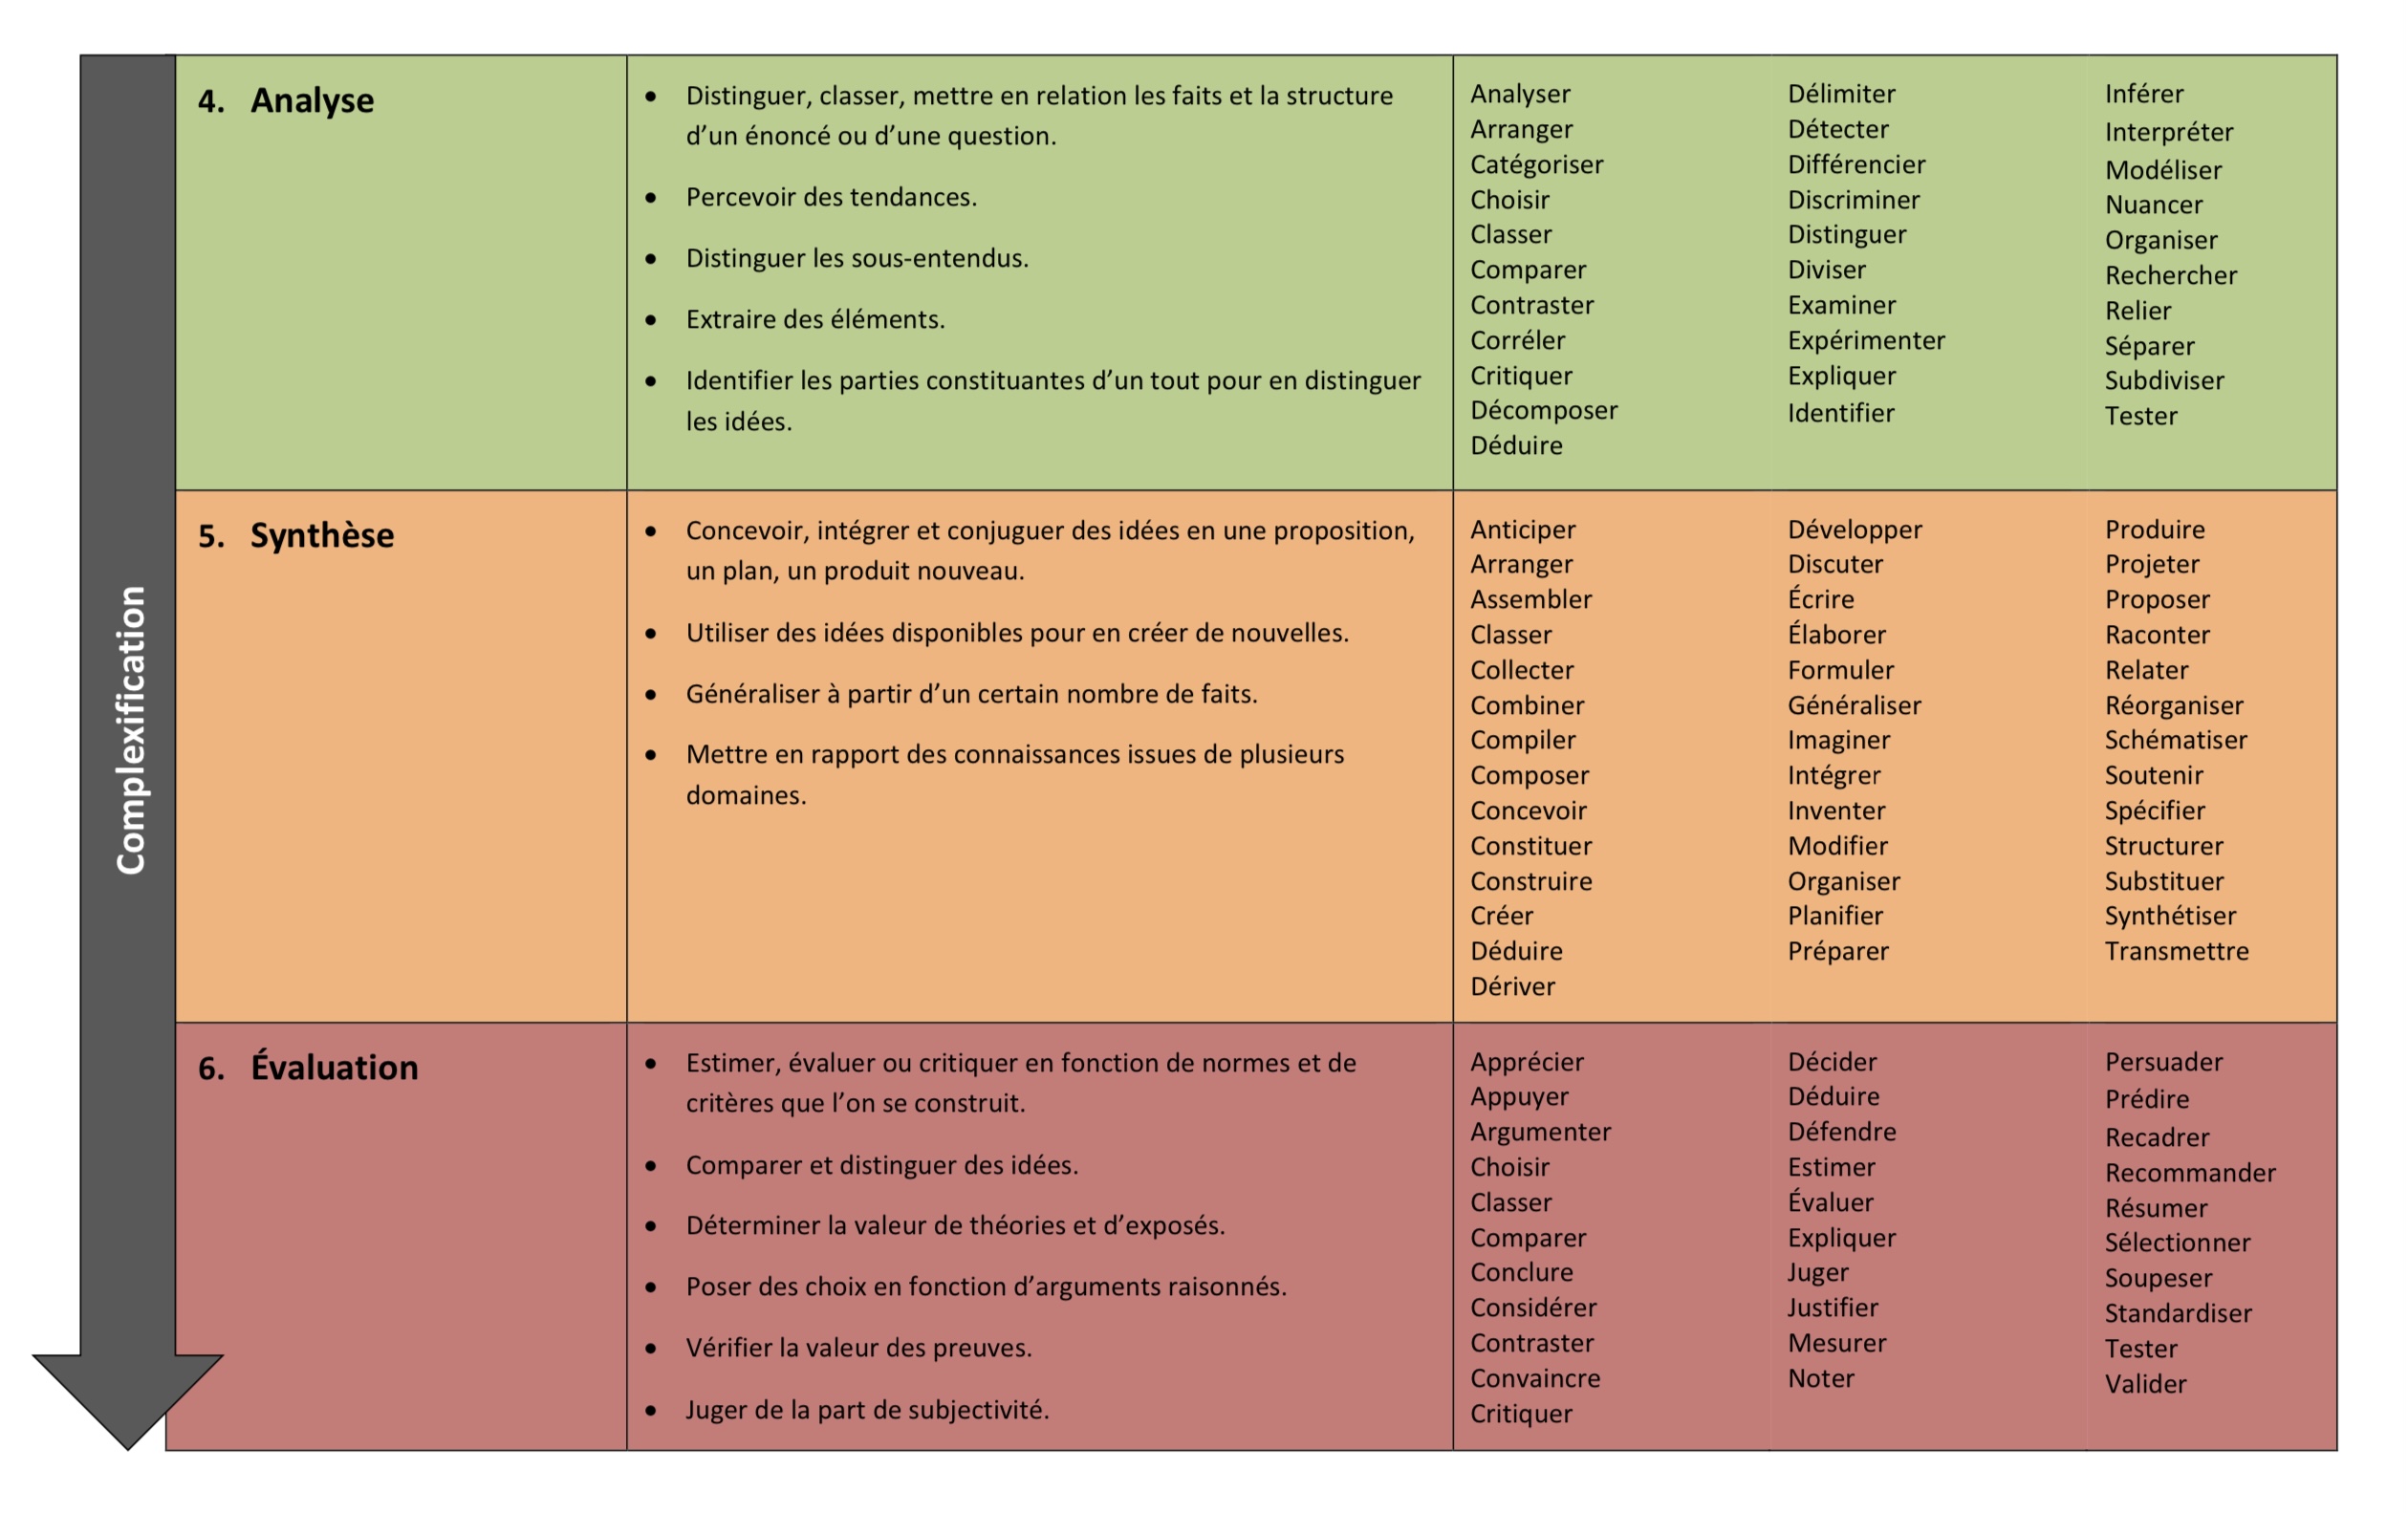 Complexification
4. Analyse
• Distinguer, classer, mettre en relation les faits et la structure
d’un énoncé ou d’une question.
• Percevoir des tendances.
• Distinguer les sous-entendus.
• Extraire des éléments.
• Identifier les parties constituantes d’un tout pour en distinguer
les idées.
Analyser
Arranger
Catégoriser
Choisir
Classer
Comparer
Contraster
Corréler
Critiquer
Décomposer
Déduire
Délimiter
Détecter
Différencier
Discriminer
Distinguer
Diviser
Examiner
Expérimenter
Expliquer
Identifier
Inférer
Interpréter
Modéliser
Nuancer
Organiser
Rechercher
Relier
Séparer
Subdiviser
Tester
5. Synthèse
• Concevoir, intégrer et conjuguer des idées en une proposition,
un plan, un produit nouveau.
• Utiliser des idées disponibles pour en créer de nouvelles.
• Généraliser à partir d’un certain nombre de faits.
• Mettre en rapport des connaissances issues de plusieurs
domaines.
Anticiper
Arranger
Assembler
Classer
Collecter
Combiner
Compiler
Composer
Concevoir
Constituer
Construire
Créer
Déduire
Dériver
Développer
Discuter
Écrire
Élaborer
Formuler
Généraliser
Imaginer
Intégrer
Inventer
Modifier
Organiser
Planifier
Préparer
Produire
Projeter
Proposer
Raconter
Relater
Réorganiser
Schématiser
Soutenir
Spécifier
Structurer
Substituer
Synthétiser
Transmettre
6. Évaluation
• Estimer, évaluer ou critiquer en fonction de normes et de
critères que l’on se construit.
• Comparer et distinguer des idées.
• Déterminer la valeur de théories et d’exposés.
• Poser des choix en fonction d’arguments raisonnés.
• Vérifier la valeur des preuves.
• Juger de la part de subjectivité.
Apprécier
Appuyer
Argumenter
Choisir
Classer
Comparer
Conclure
Considérer
Contraster
Convaincre
Critiquer
Décider
Déduire
Défendre
Estimer
Évaluer
Expliquer
Juger
Justifier
Mesurer
Noter
Persuader
Prédire
Recadrer
Recommander
Résumer
Sélectionner
Soupeser
Standardiser
Tester
Valider